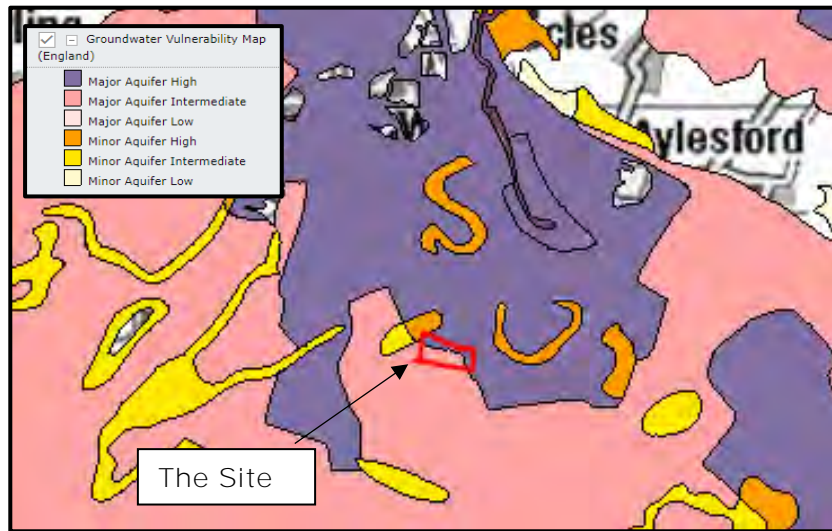 Groundwater Vulnerability Map
(England)
Major Aquifer High
Major Aquifer Intermediate
Major Aquifer Low
Minor Aquifer High
Minor Aquifer Intermediate
Minor Aquifer Low
cles
Aylesford
The Site